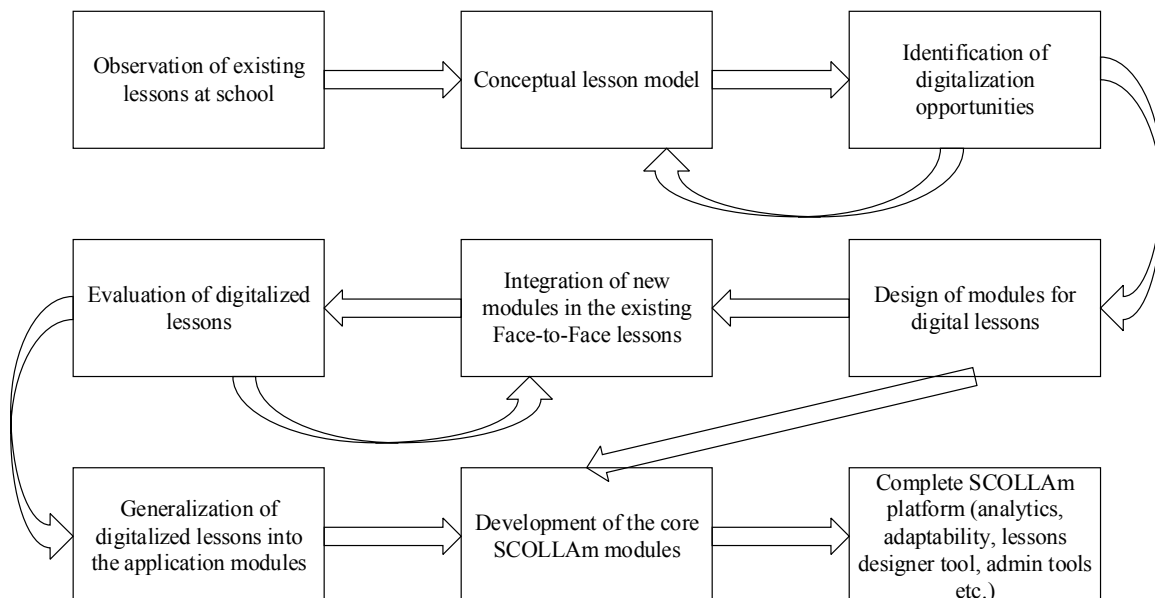 Observation of existing
lessons at school
Conceptual lesson model
Identification of
digitalization
opportunities
Evaluation of digitalized
lessons
Integration of new
modules in the existing
Face-to-Face lessons
Design of modules for
digital lessons
Generalization of
digitalized lessons into
the application modules
Development of the core
SCOLLAm modules
Complete SCOLLAm
platform (analytics,
adaptability, lessons
designer tool, admin tools
etc.)